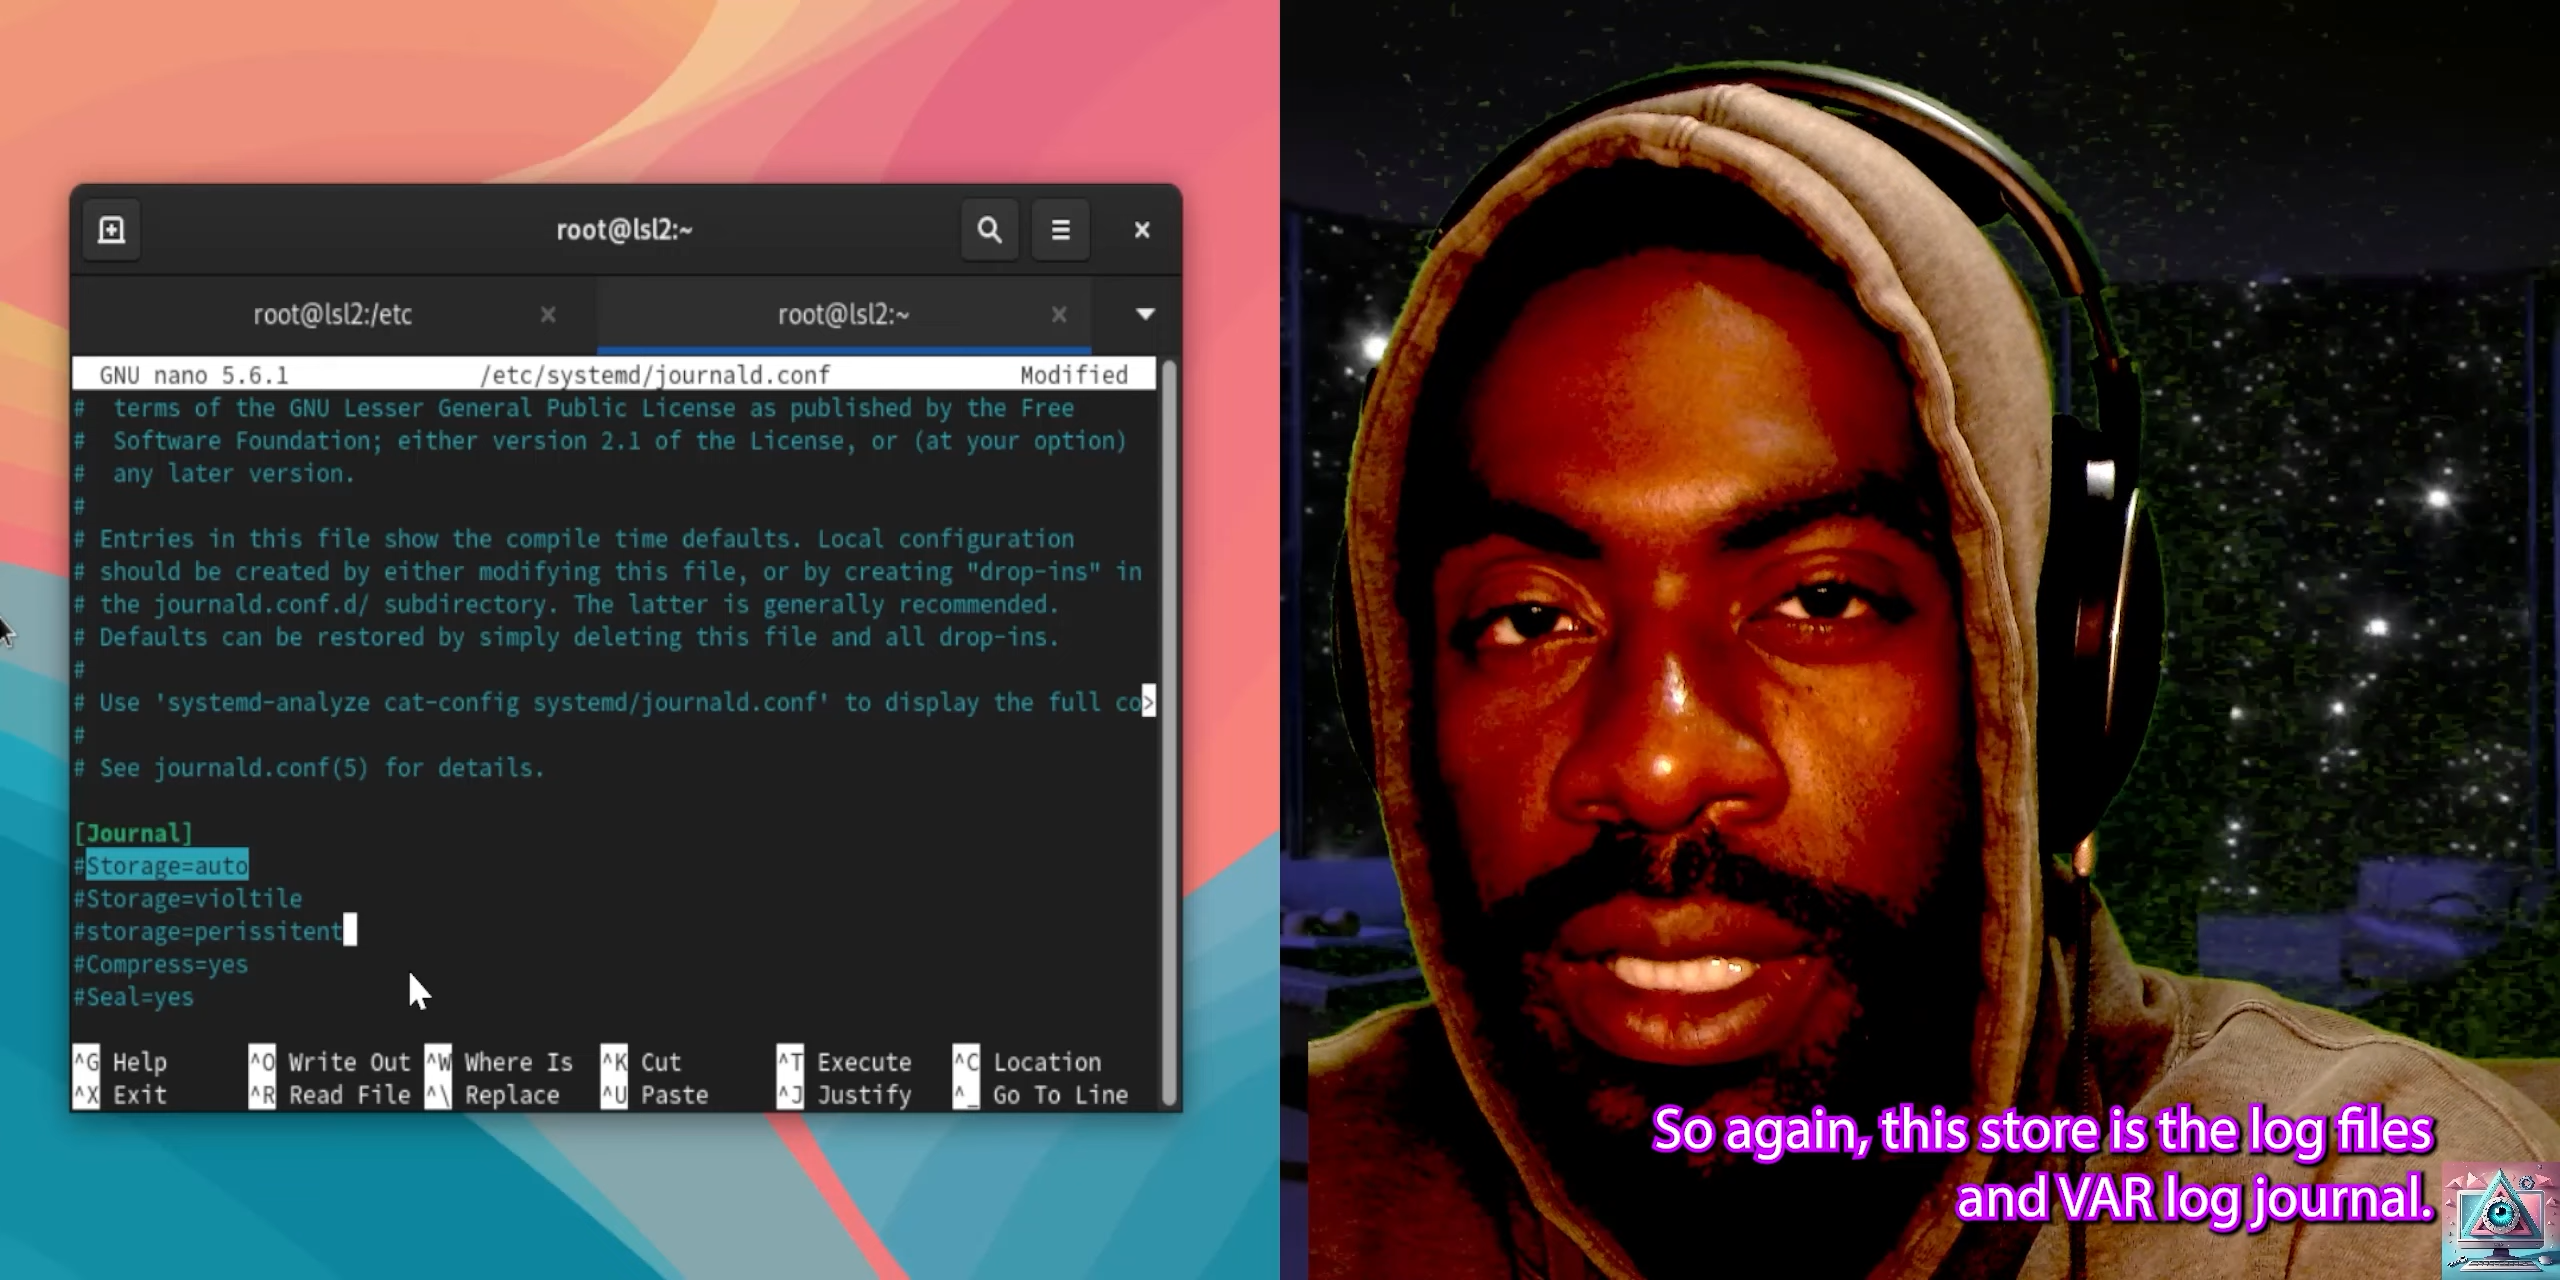 root@lsl2:~
root@lsl2:/etc
root@lsl2:~
GNU nano 5.6.1 /etc/systemd/journald.conf Modified
#  terms of the GNU Lesser General Public License as published by the Free
#  Software Foundation; either version 2.1 of the License, or (at your option)
#  any later version.
#
# Entries in this file show the compile time defaults. Local configuration
# should be created by either modifying this file, or by creating "drop-ins" in
# the journald.conf.d/ subdirectory. The latter is generally recommended.
# Defaults can be restored by simply deleting this file and all drop-ins.
#
# Use 'systemd-analyze cat-config systemd/journald.conf' to display the full co>
#
# See journald.conf(5) for details.
[Journal]
#Storage=auto
#Storage=violtile
#storage=perissitent
#Compress=yes
#Seal=yes
^G Help ^O Write Out ^W Where Is ^K Cut ^T Execute ^C Location
^X Exit ^R Read File ^\ Replace ^U Paste ^J Justify ^_ Go To Line
So again, this store is the log files
and VAR log journal.